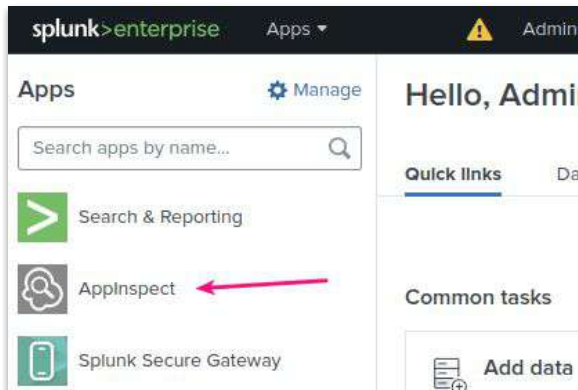 splunk>enterprise Apps ▾ Admin
Apps Manage
Hello, Admi
Search apps by name...
Quick links Da
Search & Reporting
AppInspect
Common tasks
Splunk Secure Gateway
Add data